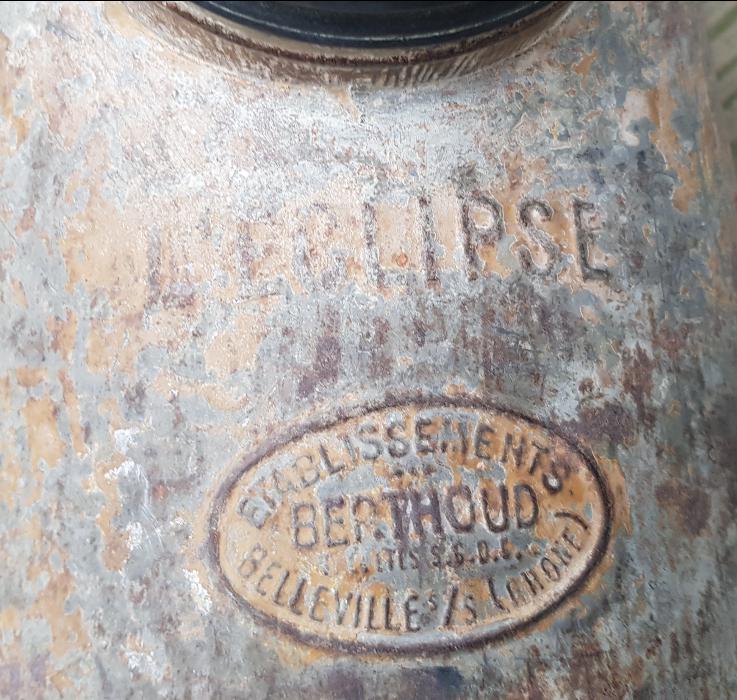 L'ECLIPSE
ETABLISSEMENTS
BERTHOUD
S.G.D.G.
BELLEVILLE S/S (RHONE)